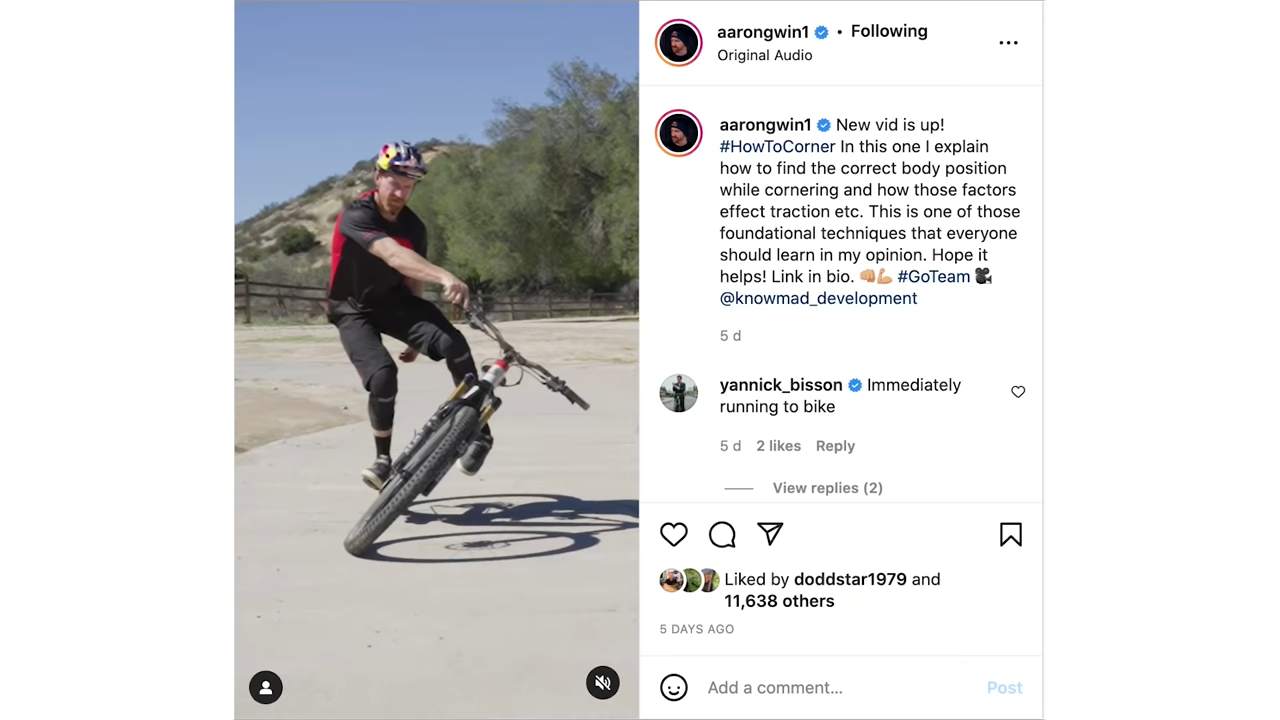 aarongwin1 • Following
Original Audio
aarongwin1 New vid is up!
#HowToCorner In this one I explain
how to find the correct body position
while cornering and how those factors
effect traction etc. This is one of those
foundational techniques that everyone
should learn in my opinion. Hope it
helps! Link in bio. 👊🏼💪🏼 #GoTeam 🎥
@knowmad_development
5 d
yannick_bisson Immediately
running to bike
5 d 2 likes Reply
View replies (2)
Liked by doddstar1979 and
11,638 others
5 DAYS AGO
Add a comment... Post